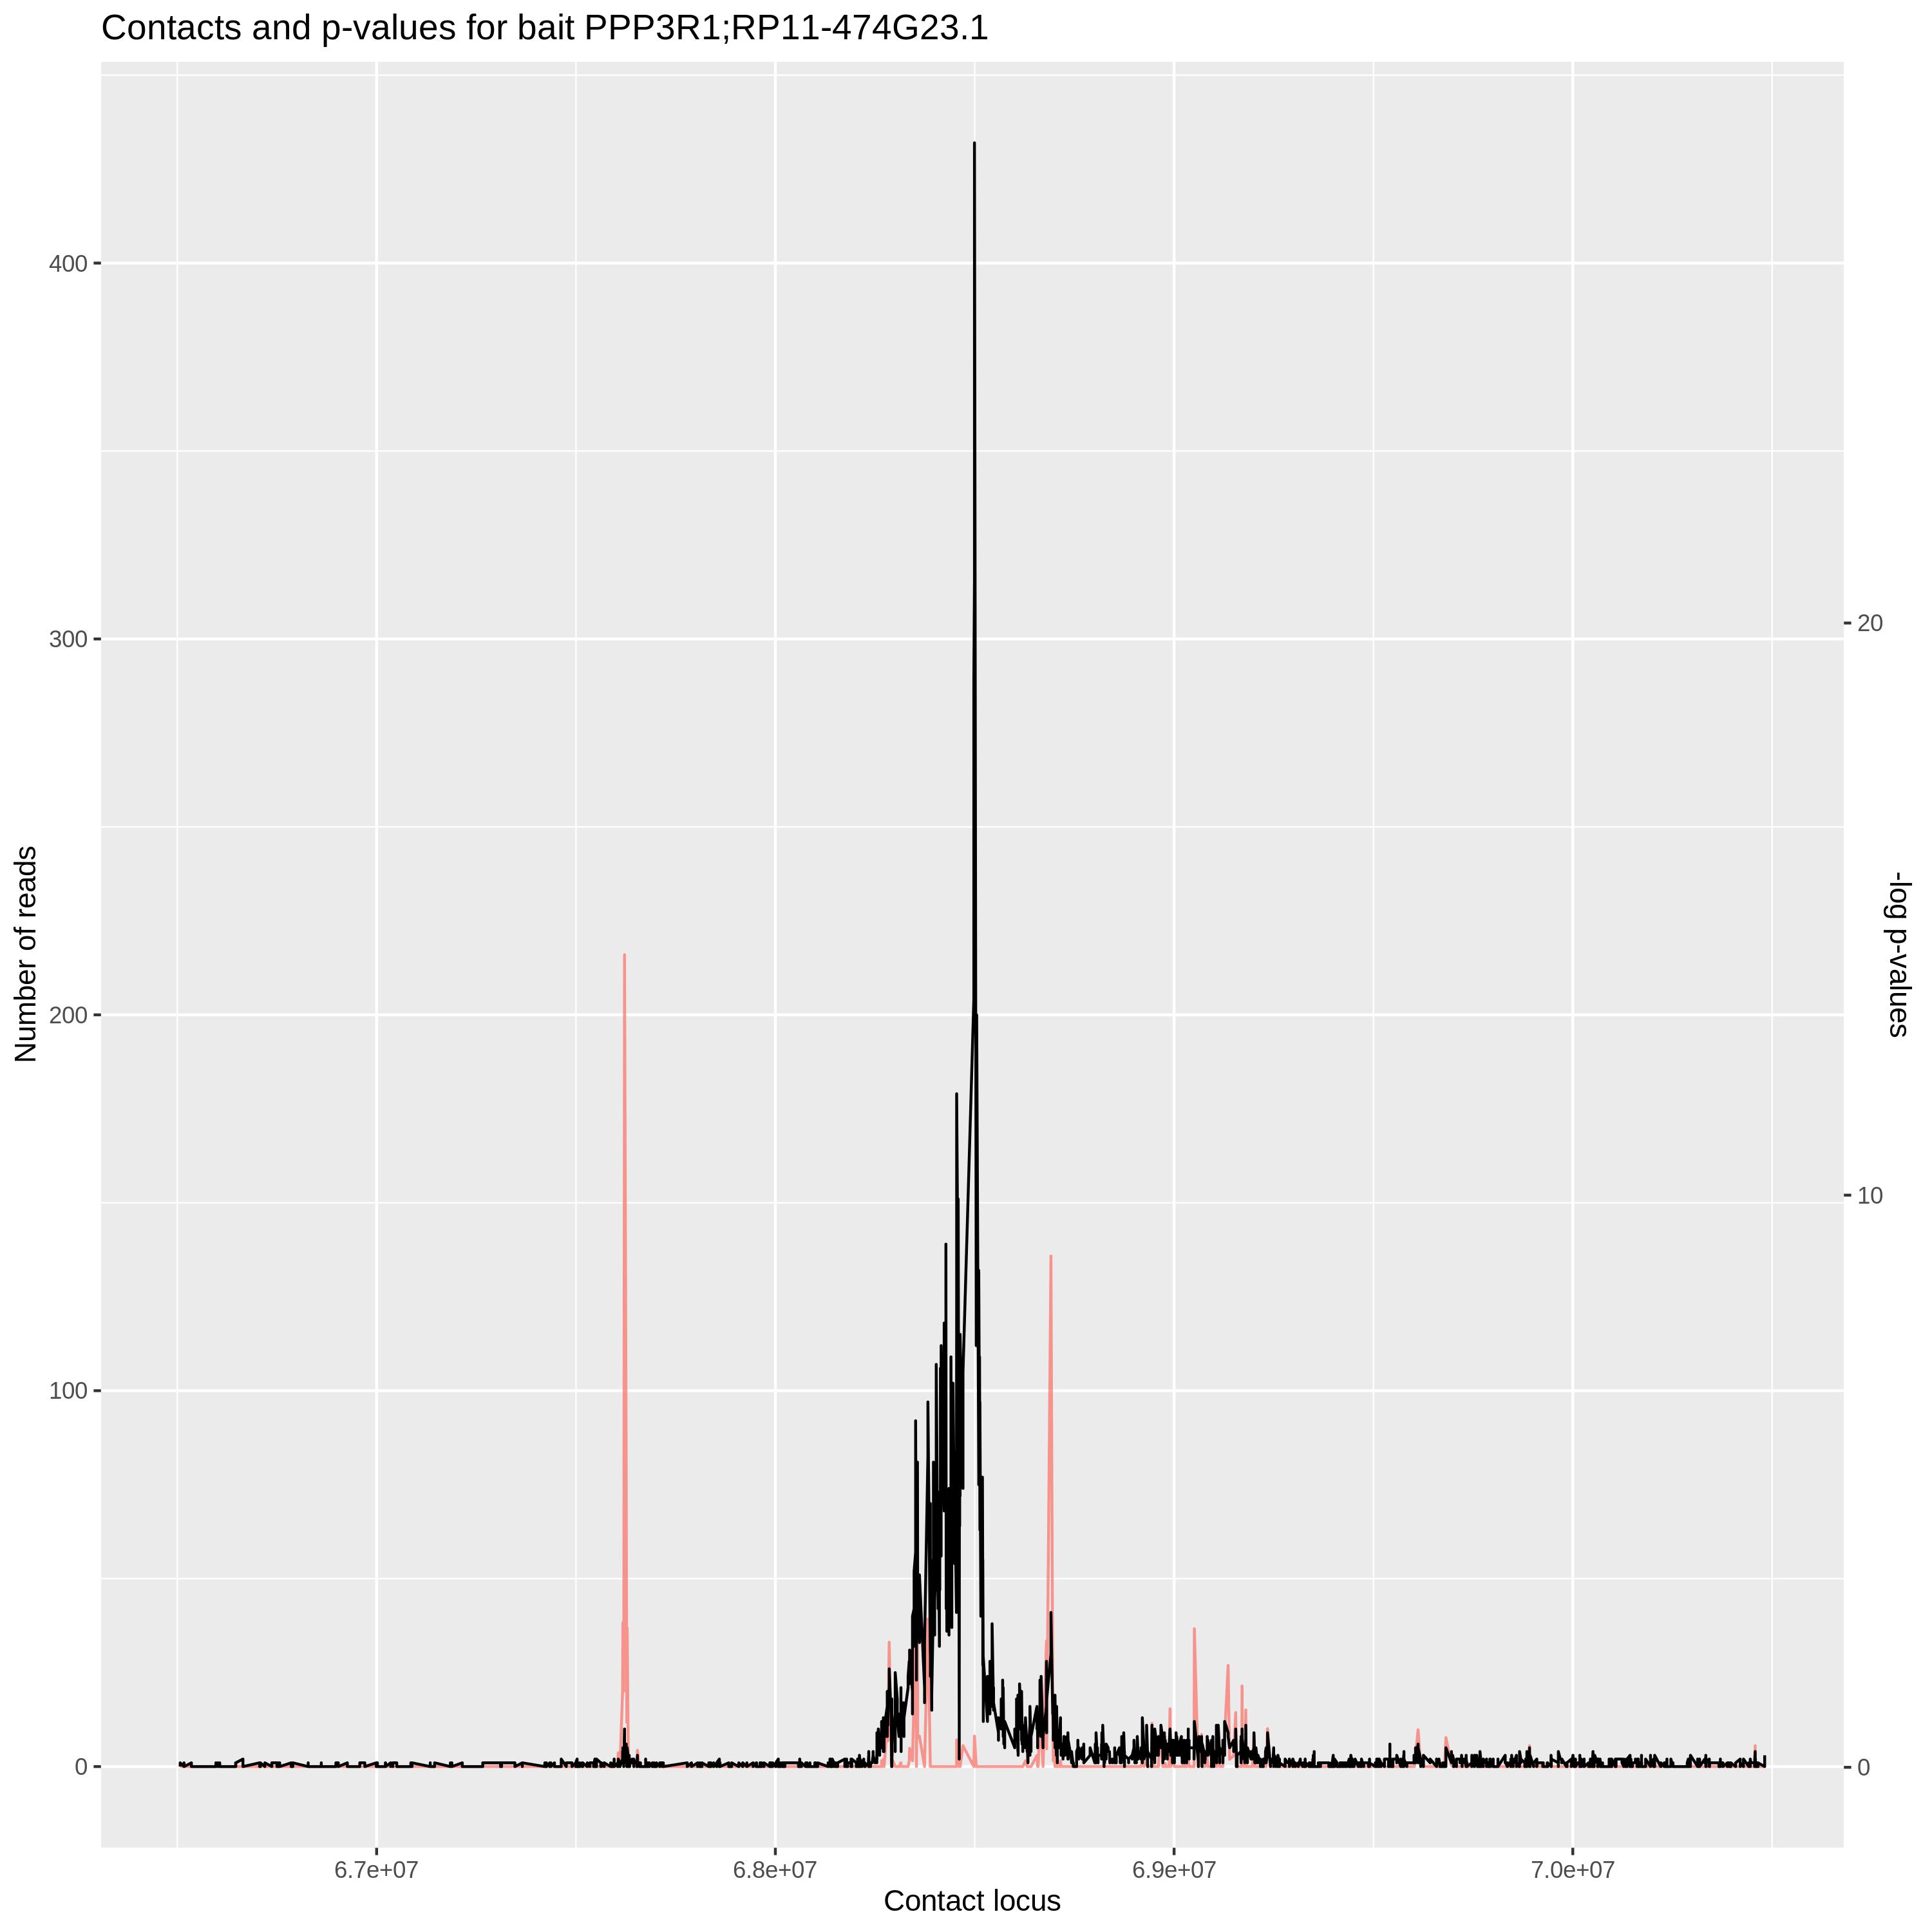 Contacts and p-values for bait PPP3R1;RP11-474G23.1
400
300
200
100
0
Number of reads
20
10
0
-log p-values
6.7e+07
6.8e+07
6.9e+07
7.0e+07
Contact locus